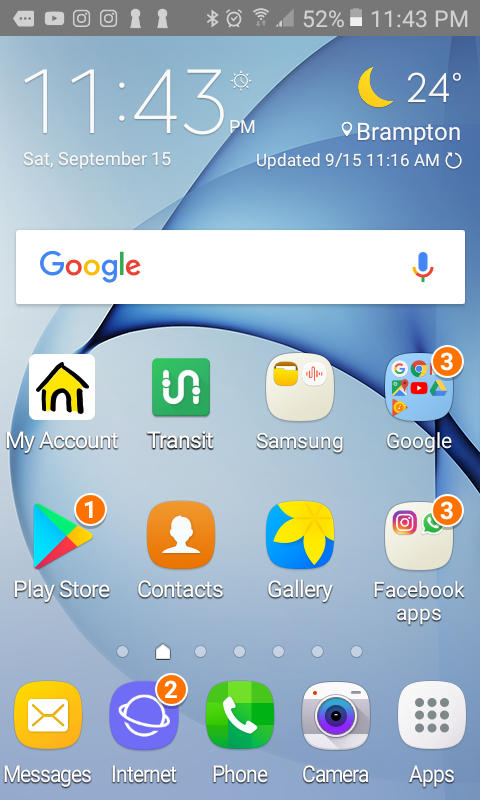 52% 11:43 PM
11:43 PM
24°
Brampton
Sat, September 15
Updated 9/15 11:16 AM
Google
3
My Account
Transit
Samsung
Google
1
3
Play Store
Contacts
Gallery
Facebook apps
2
Messages
Internet
Phone
Camera
Apps